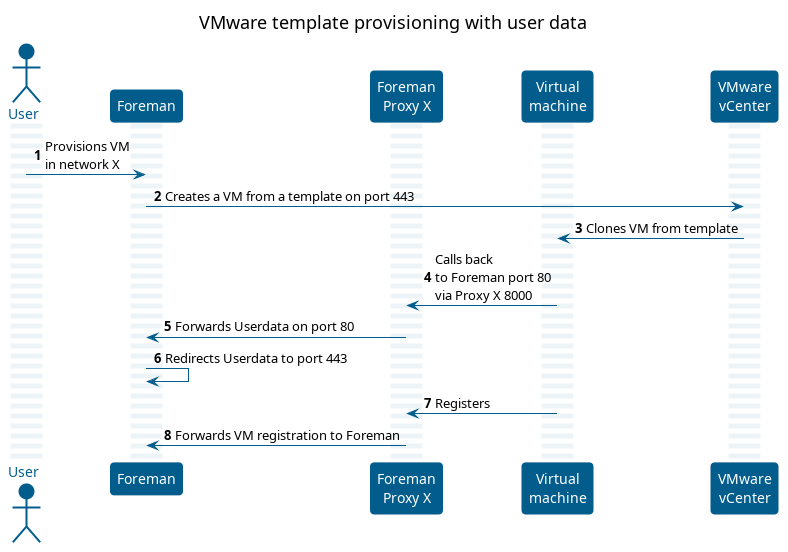 VMware template provisioning with user data
User
Foreman
Foreman
Proxy X
Virtual
machine
VMware
vCenter
1 Provisions VM
in network X
2 Creates a VM from a template on port 443
3 Clones VM from template
Calls back
4 to Foreman port 80
via Proxy X 8000
5 Forwards Userdata on port 80
6 Redirects Userdata to port 443
7 Registers
8 Forwards VM registration to Foreman
User
Foreman
Foreman
Proxy X
Virtual
machine
VMware
vCenter